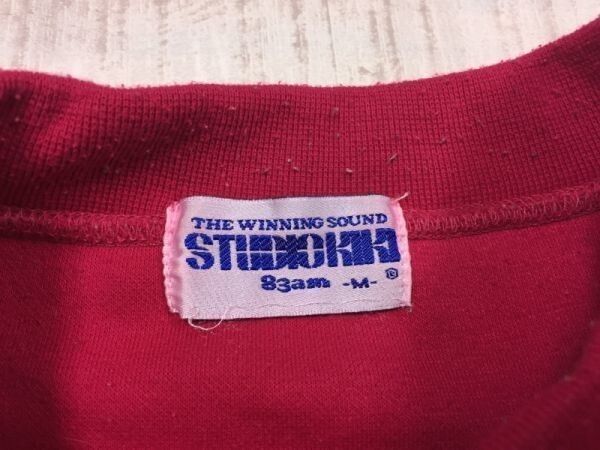 THE WINNING SOUND
STUDIOKIKI
83am -M- ®